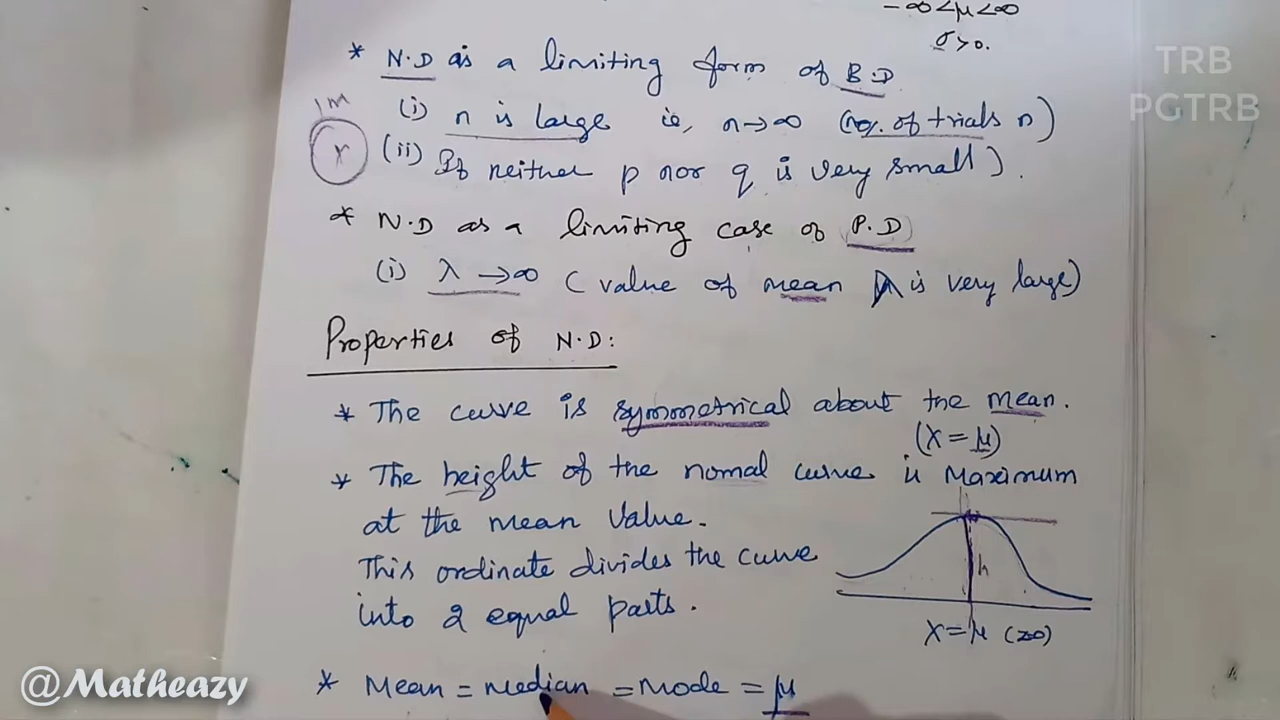 -∞<μ<∞
σ>0.
TRB
PGTRB
* N.D as a limiting form of B.D
1M
(i) n is large ie, n→∞ (no. of trials n)
r
(ii) If neither p nor q is very small).
* N.D as a limiting case of P.D
(i) λ→∞ (value of mean λ is very large)
Properties of N.D:
* The curve is symmetrical about the mean.
(X=μ)
* The height of the nomal curve is Maximum
at the mean value.
This ordinate divides the curve
into 2 equal parts.
h
X=μ (z=0)
* Mean = median = Mode = μ
@Matheazy